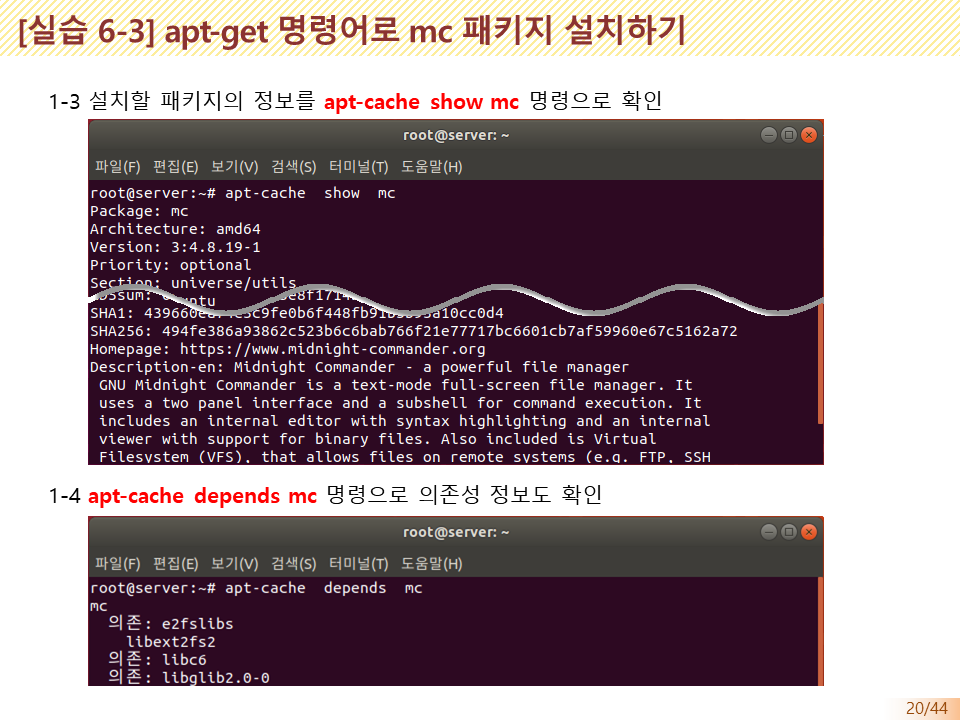 [실습 6-3] apt-get 명령어로 mc 패키지 설치하기
1-3 설치할 패키지의 정보를 apt-cache show mc 명령으로 확인
root@server: ~
파일(F) 편집(E) 보기(V) 검색(S) 터미널(T) 도움말(H)
root@server:~# apt-cache  show  mc
Package: mc
Architecture: amd64
Version: 3:4.8.19-1
Priority: optional
Section: universe/utils
SHA1:
SHA256: 494fe386a93862c523b6c6bab766f21e77717bc6601cb7af59960e67c5162a72
Homepage: https://www.midnight-commander.org
Description-en: Midnight Commander - a powerful file manager
 GNU Midnight Commander is a text-mode full-screen file manager. It
 uses a two panel interface and a subshell for command execution. It
 includes an internal editor with syntax highlighting and an internal
 viewer with support for binary files. Also included is Virtual
 Filesystem (VFS), that allows files on remote systems (e.g. FTP, SSH
1-4 apt-cache depends mc 명령으로 의존성 정보도 확인
root@server: ~
파일(F) 편집(E) 보기(V) 검색(S) 터미널(T) 도움말(H)
root@server:~# apt-cache  depends  mc
mc
  의존: e2fslibs
    libext2fs2
  의존: libc6
  의존: libglib2.0-0
20/44